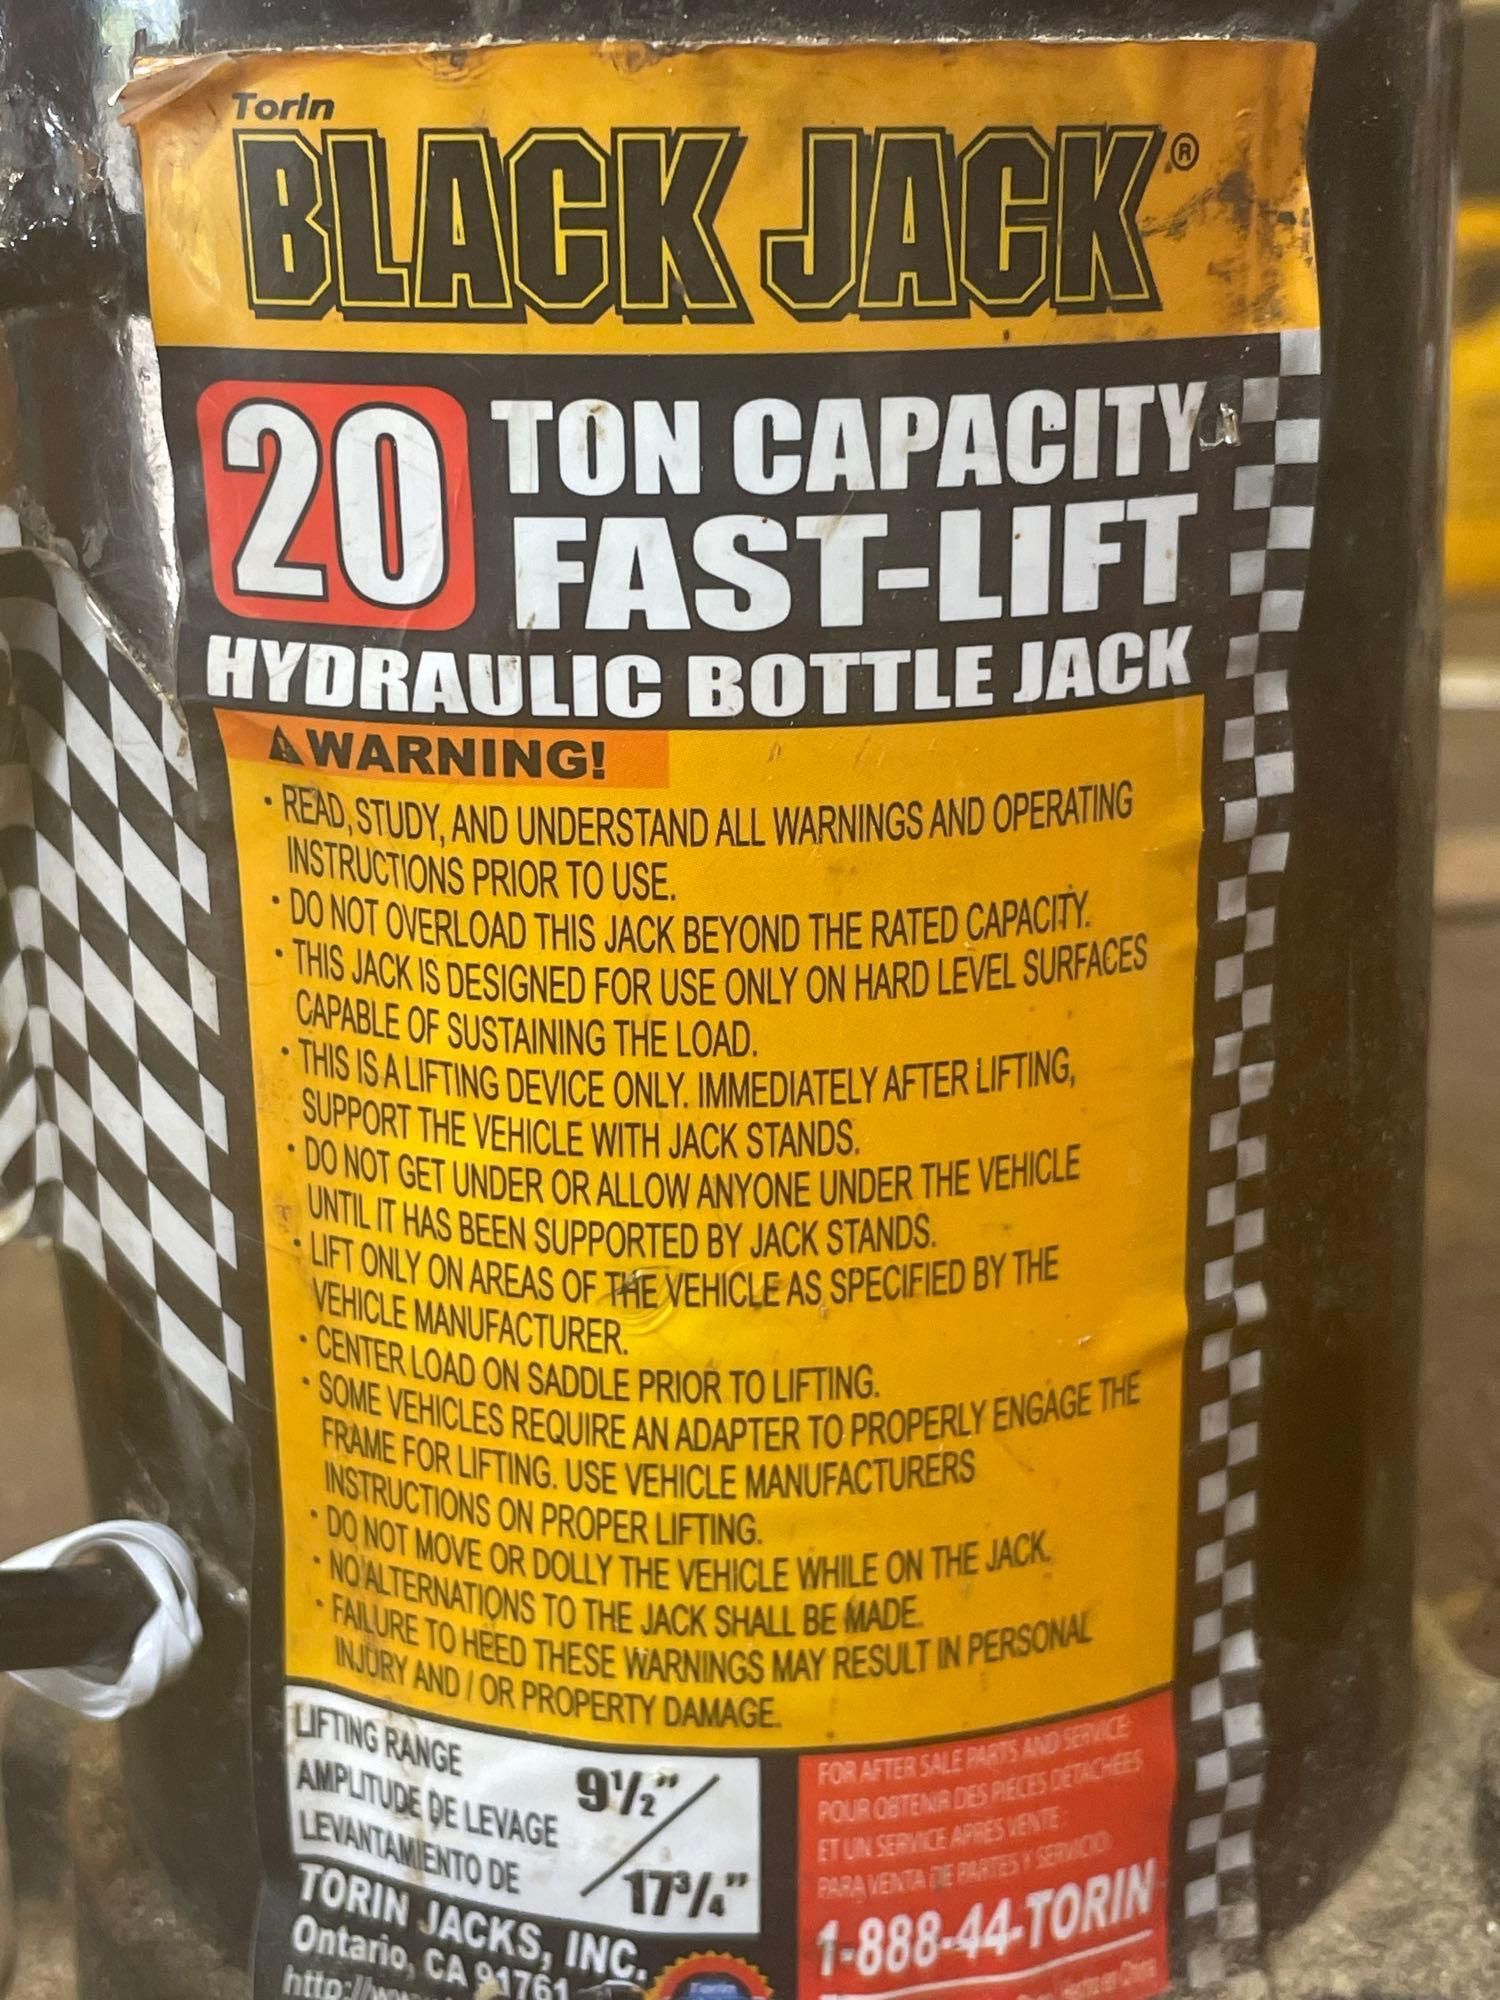 TorIn
BLACK JACK®
20 TON CAPACITY
FAST-LIFT
HYDRAULIC BOTTLE JACK
⚠WARNING!
• READ, STUDY, AND UNDERSTAND ALL WARNINGS AND OPERATING
INSTRUCTIONS PRIOR TO USE.
• DO NOT OVERLOAD THIS JACK BEYOND THE RATED CAPACITY.
• THIS JACK IS DESIGNED FOR USE ONLY ON HARD LEVEL SURFACES
CAPABLE OF SUSTAINING THE LOAD.
• THIS IS A LIFTING DEVICE ONLY. IMMEDIATELY AFTER LIFTING,
SUPPORT THE VEHICLE WITH JACK STANDS.
• DO NOT GET UNDER OR ALLOW ANYONE UNDER THE VEHICLE
UNTIL IT HAS BEEN SUPPORTED BY JACK STANDS.
• LIFT ONLY ON AREAS OF THE VEHICLE AS SPECIFIED BY THE
VEHICLE MANUFACTURER.
• CENTER LOAD ON SADDLE PRIOR TO LIFTING.
• SOME VEHICLES REQUIRE AN ADAPTER TO PROPERLY ENGAGE THE
FRAME FOR LIFTING. USE VEHICLE MANUFACTURERS
INSTRUCTIONS ON PROPER LIFTING.
• DO NOT MOVE OR DOLLY THE VEHICLE WHILE ON THE JACK.
• NO ALTERNATIONS TO THE JACK SHALL BE MADE.
• FAILURE TO HEED THESE WARNINGS MAY RESULT IN PERSONAL
INJURY AND / OR PROPERTY DAMAGE.
LIFTING RANGE
AMPLITUDE DE LEVAGE
LEVANTAMIENTO DE
9½"/
17¾"
TORIN JACKS, INC.
Ontario, CA 91761
http://
FOR AFTER SALE PARTS AND SERVICE:
POUR OBTENIR DES PIECES DETACHÉES
ET UN SERVICE APRES VENTE:
PARA VENTA DE PARTES Y SERVICIO
1-888-44-TORIN
Hecho en China